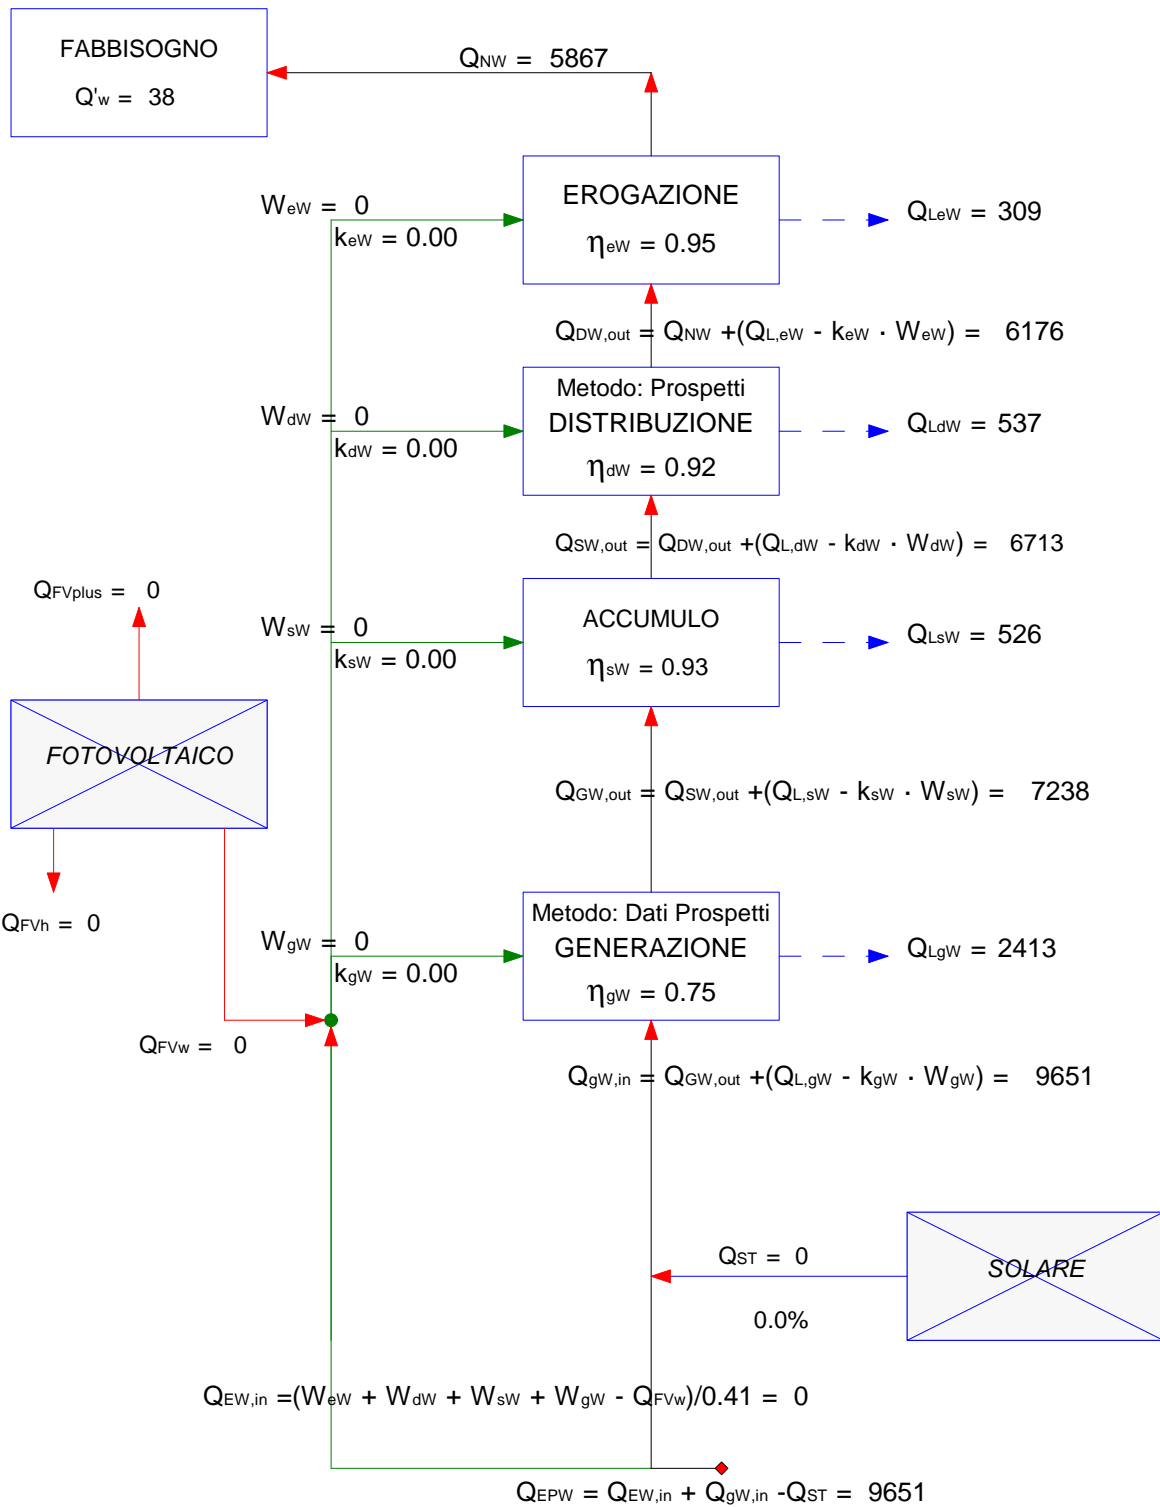 FABBISOGNO
Q'w = 38
QNW = 5867
EROGAZIONE
ηeW = 0.95
WeW = 0
keW = 0.00
QLeW = 309
QDW,out = QNW +(QL,eW - keW · WeW) = 6176
Metodo: Prospetti
DISTRIBUZIONE
ηdW = 0.92
WdW = 0
kdW = 0.00
QLdW = 537
QSW,out = QDW,out +(QL,dW - kdW · WdW) = 6713
QFVplus = 0
ACCUMULO
ηsW = 0.93
WsW = 0
ksW = 0.00
QLsW = 526
FOTOVOLTAICO
QGW,out = QSW,out +(QL,sW - ksW · WsW) = 7238
QFVh = 0
Metodo: Dati Prospetti
GENERAZIONE
ηgW = 0.75
WgW = 0
kgW = 0.00
QLgW = 2413
QFVw = 0
QgW,in = QGW,out +(QL,gW - kgW · WgW) = 9651
QST = 0
0.0%
SOLARE
QEW,in =(WeW + WdW + WsW + WgW - QFVw)/0.41 = 0
QEPW = QEW,in + QgW,in -QST = 9651